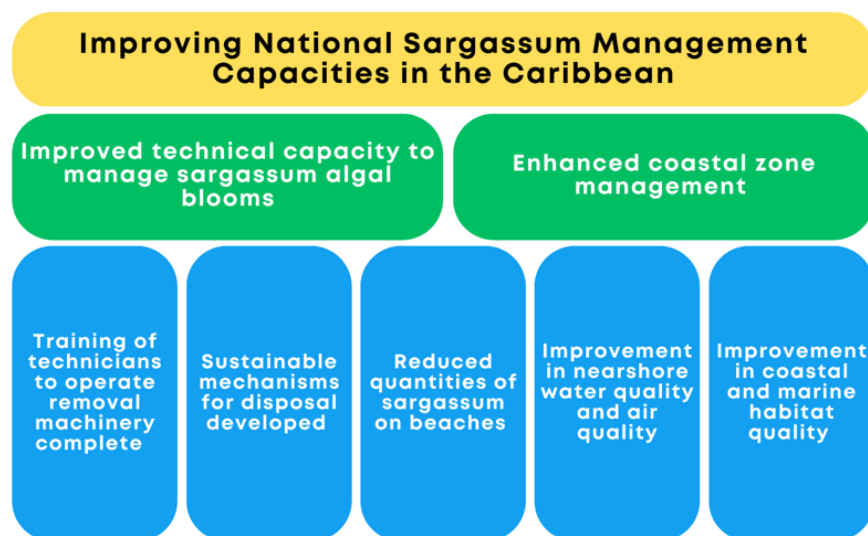 Improving National Sargassum Management
Capacities in the Caribbean
Improved technical capacity to
manage sargassum algal
blooms
Enhanced coastal zone
management
Training of
technicians
to operate
removal
machinery
complete
Sustainable
mechanisms
for disposal
developed
Reduced
quantities of
sargassum
on beaches
Improvement
in nearshore
water quality
and air
quality
Improvement
in coastal
and marine
habitat
quality